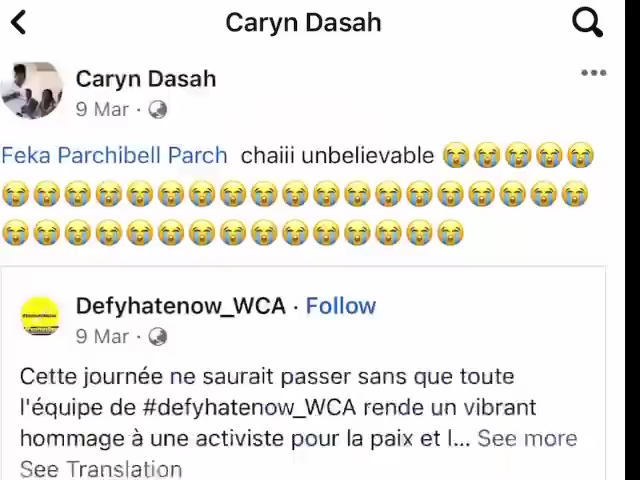 Caryn Dasah
Caryn Dasah
9 Mar ·
Feka Parchibell Parch chaiii unbelievable 😭😭😭😭😭
😭😭😭😭😭😭😭😭😭😭😭😭😭😭😭😭😭😭😭
😭😭😭😭😭😭😭😭😭😭😭😭😭😭😭
Defyhatenow_WCA · Follow
9 Mar ·
Cette journée ne saurait passer sans que toute
l'équipe de #defyhatenow_WCA rende un vibrant
hommage à une activiste pour la paix et l... See more
See Translation